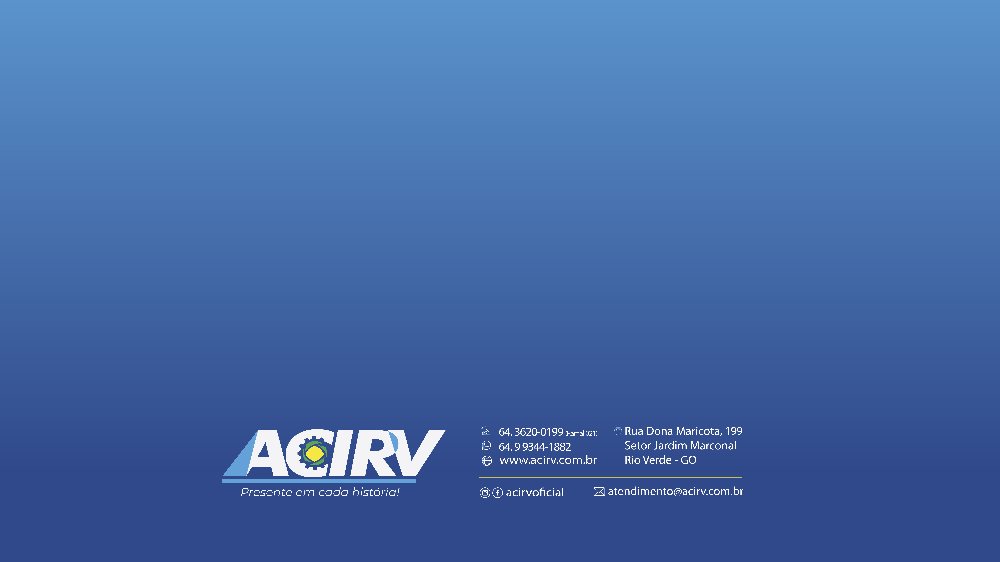 ACIRV
Presente em cada história!
64. 3620-0199 (Ramal 021)
64. 9 9344-1882
www.acirv.com.br
Rua Dona Maricota, 199
Setor Jardim Marconal
Rio Verde - GO
acirvoficial
atendimento@acirv.com.br